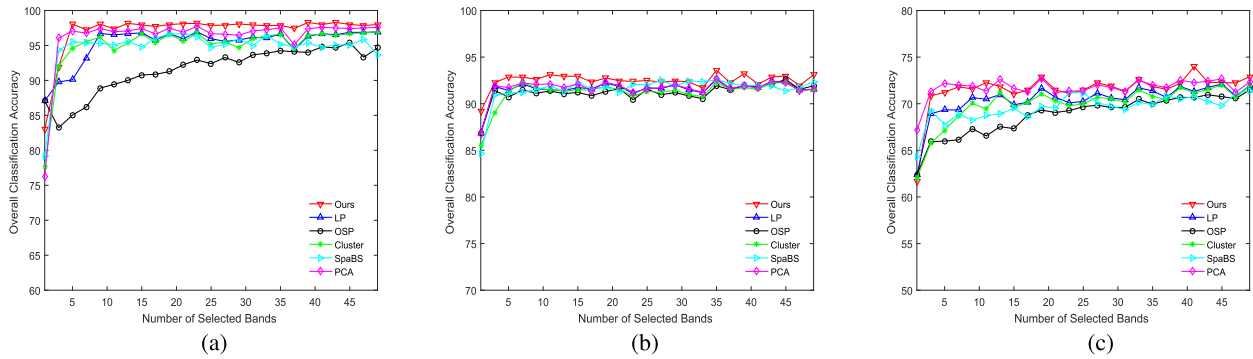 100
95
90
85
80
75
70
65
60
Overall Classification Accuracy
5 10 15 20 25 30 35 40 45
Number of Selected Bands
Ours
LP
OSP
Cluster
SpaBS
PCA
(a)
100
95
90
85
80
75
70
Overall Classification Accuracy
5 10 15 20 25 30 35 40 45
Number of Selected Bands
Ours
LP
OSP
Cluster
SpaBS
PCA
(b)
80
75
70
65
60
55
50
Overall Classification Accuracy
5 10 15 20 25 30 35 40 45
Number of Selected Bands
Ours
LP
OSP
Cluster
SpaBS
PCA
(c)